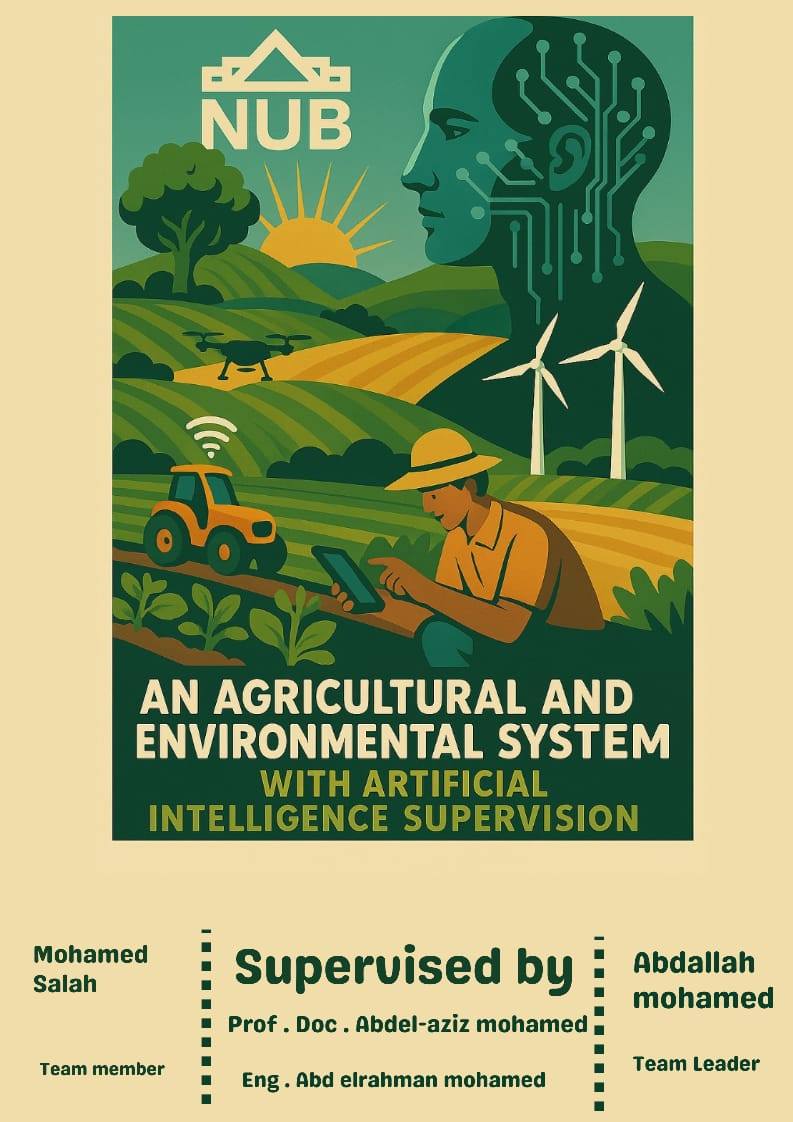 NUB
AN AGRICULTURAL AND
ENVIRONMENTAL SYSTEM
WITH ARTIFICIAL
INTELLIGENCE SUPERVISION
Mohamed
Salah
Team member
Supervised by
Prof . Doc . Abdel-aziz mohamed
Eng . Abd elrahman mohamed
Abdallah
mohamed
Team Leader